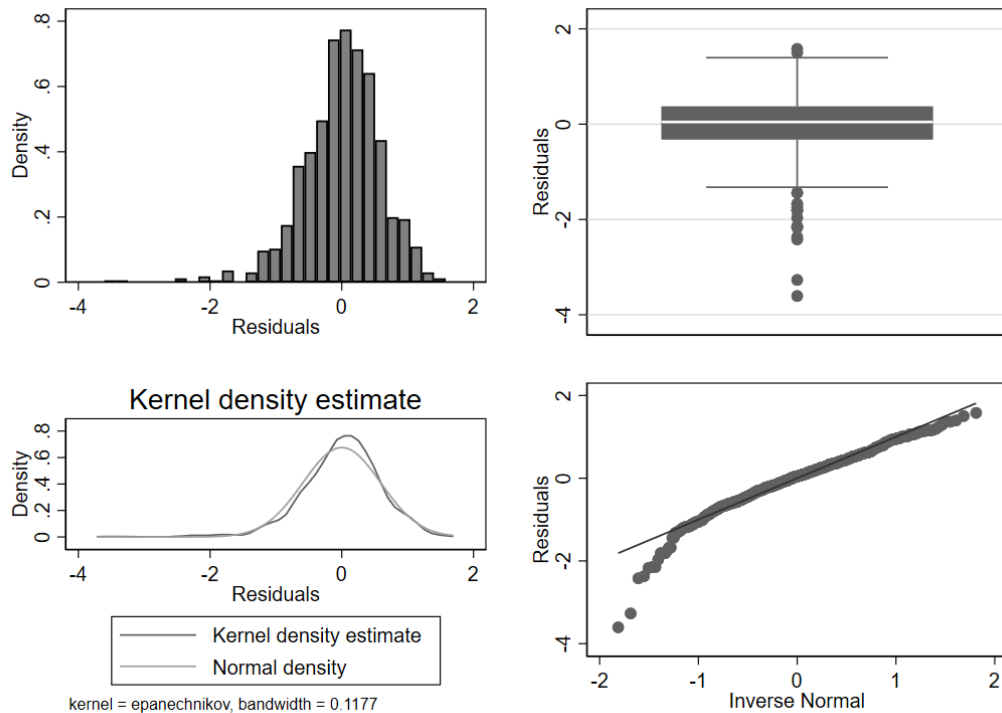 Density
.8
.6
.4
.2
0
-4
-2
0
2
Residuals
Residuals
2
0
-2
-4
Kernel density estimate
Density
.8
.6
.4
.2
0
-4
-2
0
2
Residuals
Kernel density estimate
Normal density
kernel = epanechnikov, bandwidth = 0.1177
Residuals
2
0
-2
-4
-2
-1
0
1
2
Inverse Normal